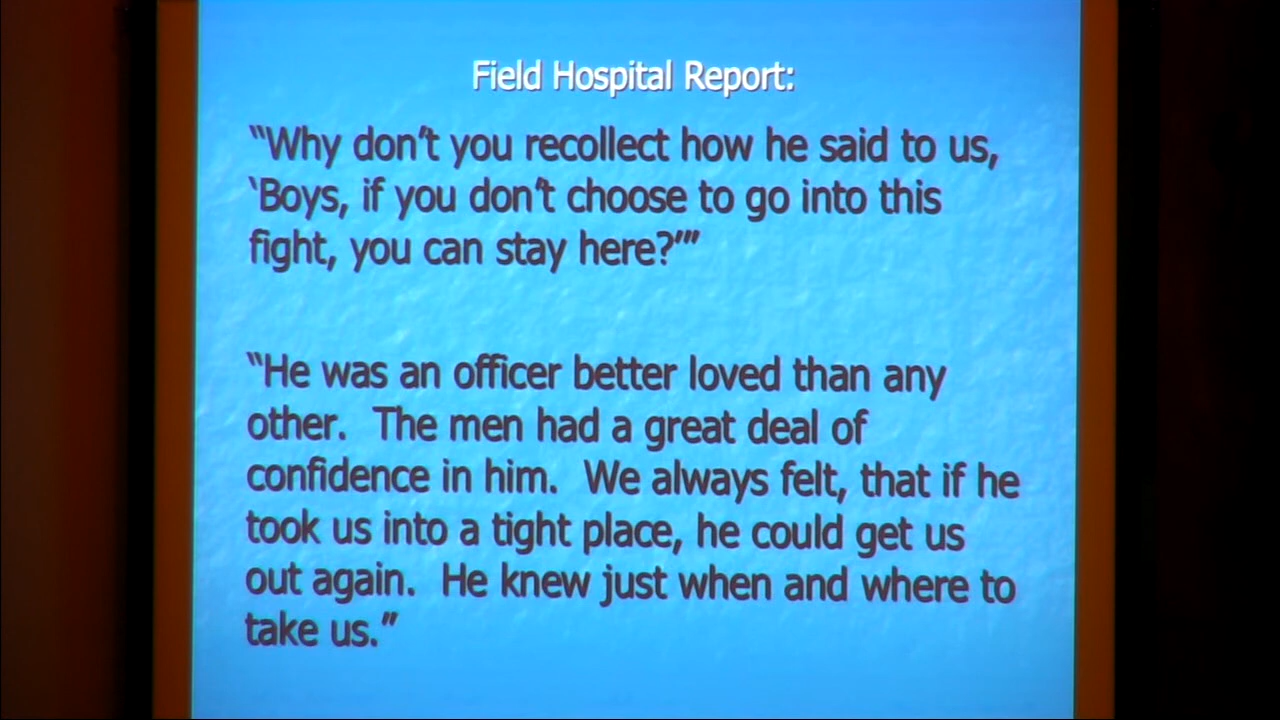 Field Hospital Report:
“Why don’t you recollect how he said to us,
‘Boys, if you don’t choose to go into this
fight, you can stay here?’”
“He was an officer better loved than any
other.  The men had a great deal of
confidence in him.  We always felt, that if he
took us into a tight place, he could get us
out again.  He knew just when and where to
take us.”